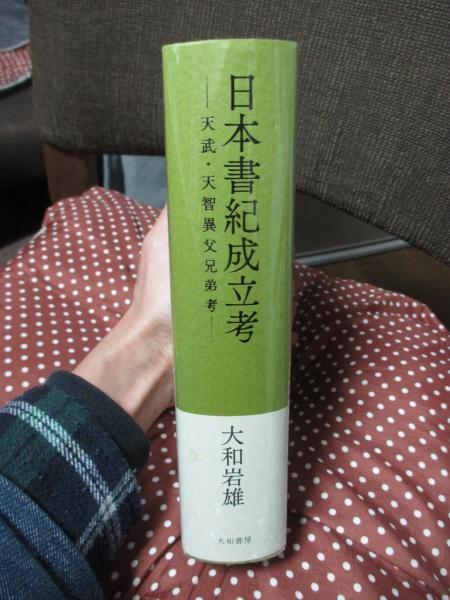 日本書紀成立考
―天武・天智異父兄弟考―
大和岩雄
大和書房